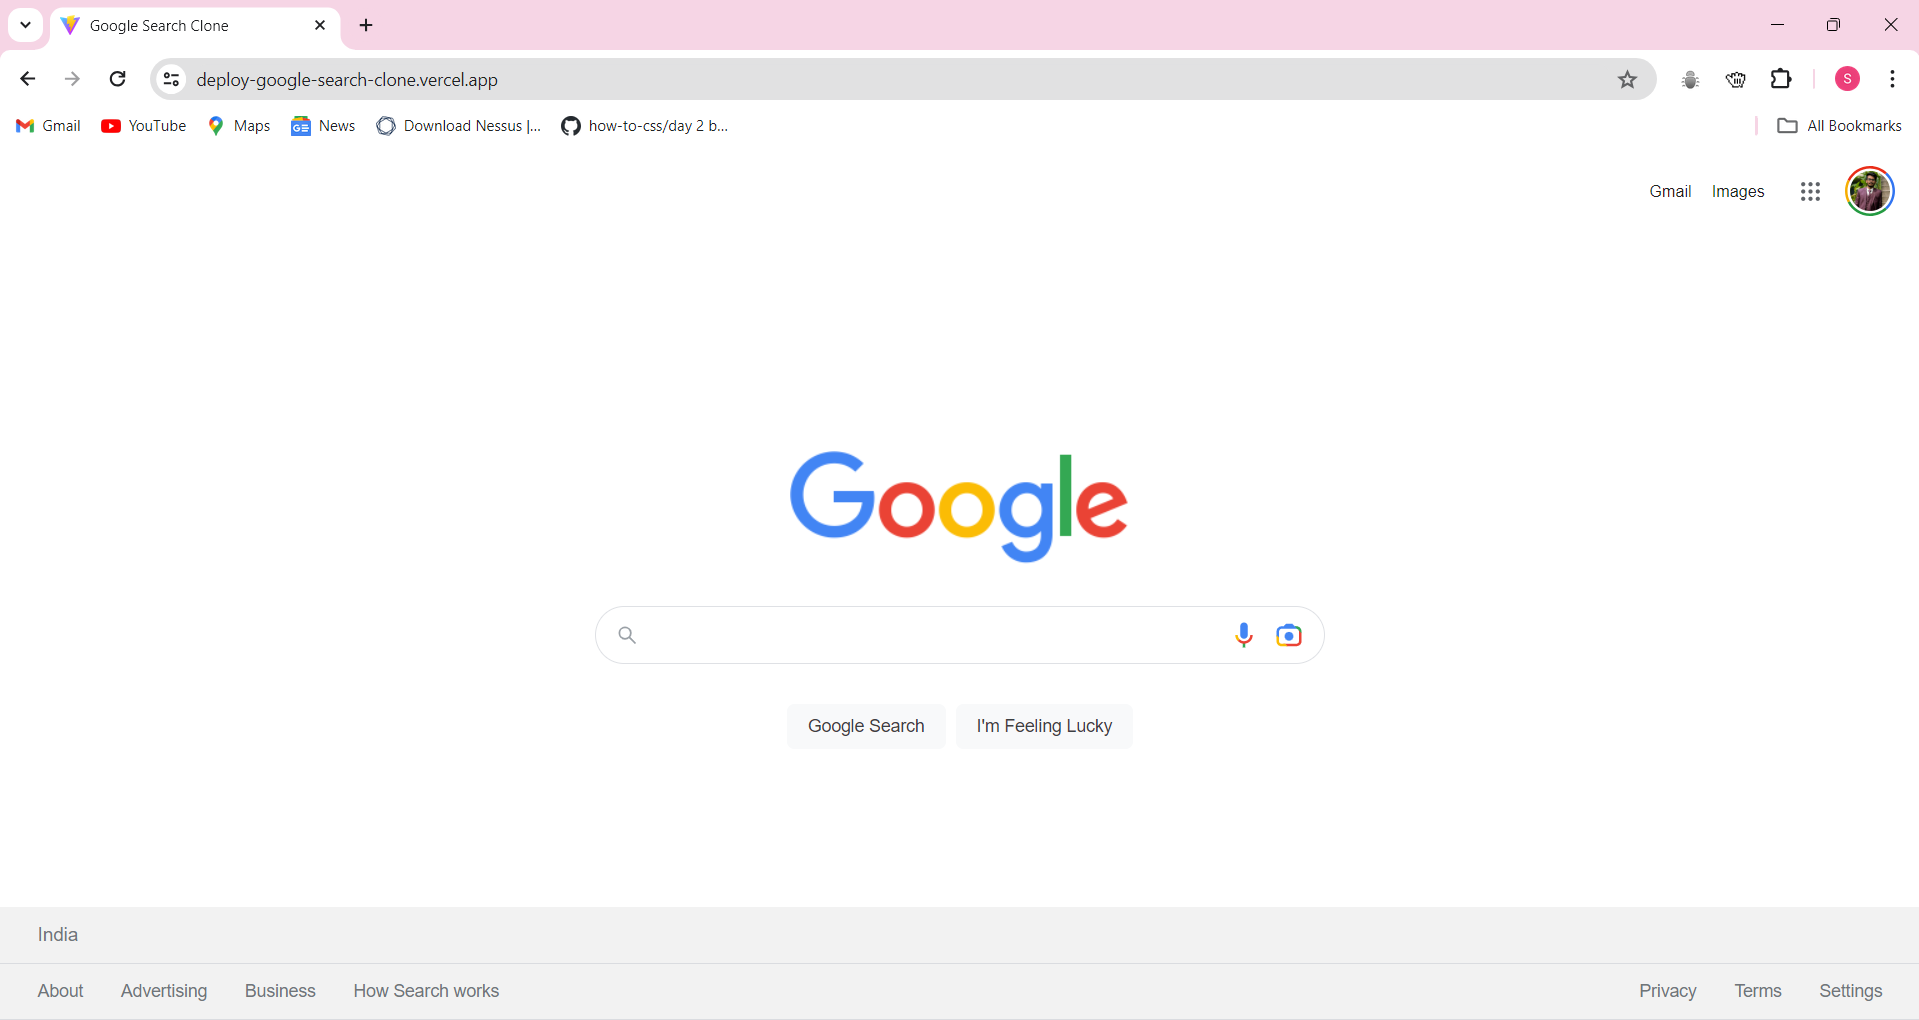 Google Search Clone
deploy-google-search-clone.vercel.app
S
Gmail YouTube Maps GE News Download Nessus |... how-to-css/day 2 b... All Bookmarks
Gmail Images
Google
Google Search I'm Feeling Lucky
India
About Advertising Business How Search works Privacy Terms Settings